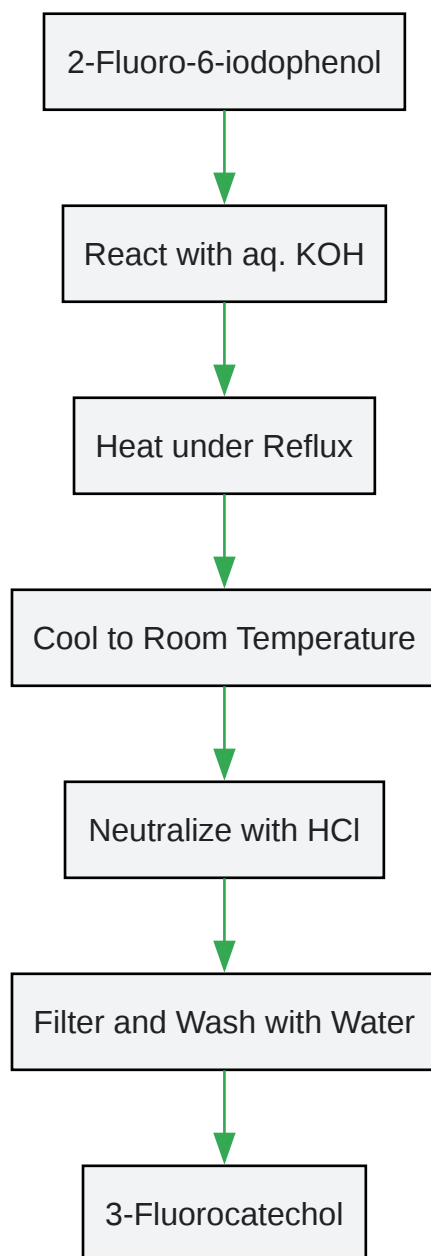 2-Fluoro-6-iodophenol
React with aq. KOH
Heat under Reflux
Cool to Room Temperature
Neutralize with HCl
Filter and Wash with Water
3-Fluorocatechol